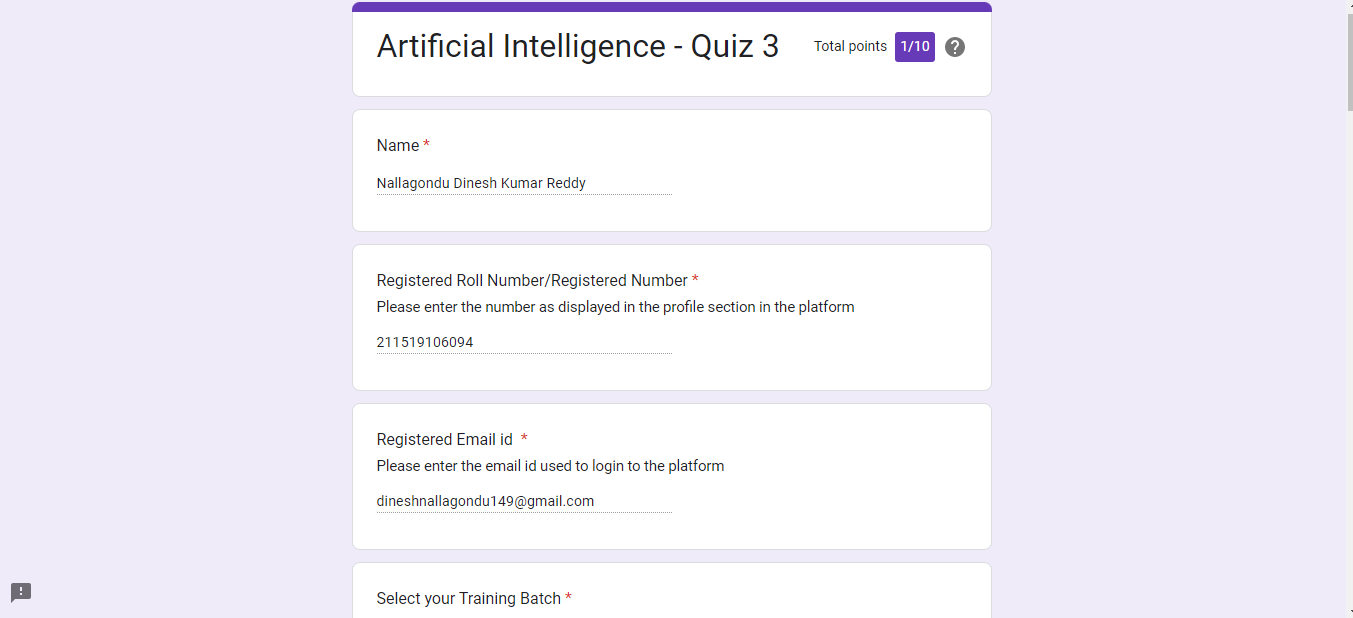 Artificial Intelligence - Quiz 3
Total points 1/10 ?
Name *
Nallagondu Dinesh Kumar Reddy
Registered Roll Number/Registered Number *
Please enter the number as displayed in the profile section in the platform
211519106094
Registered Email id *
Please enter the email id used to login to the platform
dineshnallagondu149@gmail.com
Select your Training Batch *
!